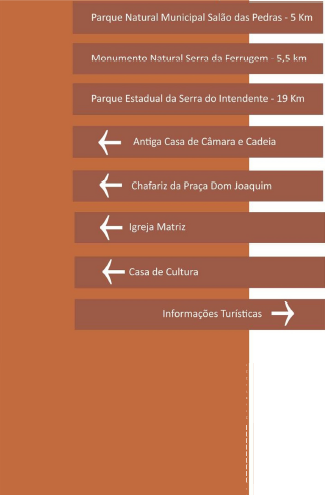 Parque Natural Municipal Salão das Pedras - 5 Km
Monumento Natural Serra da Ferrugem - 5,5 km
Parque Estadual da Serra do Intendente - 19 Km
Antiga Casa de Câmara e Cadeia
Chafariz da Praça Dom Joaquim
Igreja Matriz
Casa de Cultura
Informações Turísticas